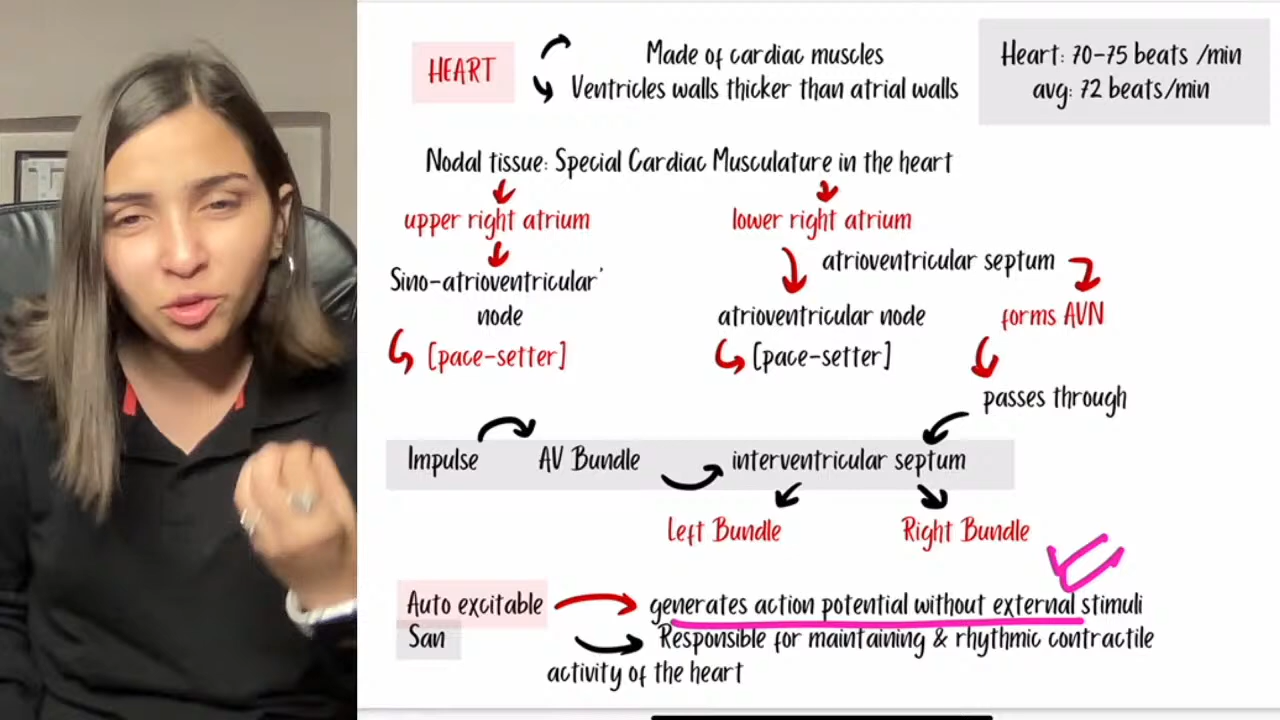 HEART
Made of cardiac muscles
Ventricles walls thicker than atrial walls
Heart: 70-75 beats /min
avg: 72 beats/min
Nodal tissue: Special Cardiac Musculature in the heart
upper right atrium
lower right atrium
Sino-atrioventricular'
node
[pace-setter]
atrioventricular septum
atrioventricular node
[pace-setter]
forms AVN
passes through
Impulse AV Bundle interventricular septum
Left Bundle Right Bundle
Auto excitable generates action potential without external stimuli
San Responsible for maintaining & rhythmic contractile
activity of the heart